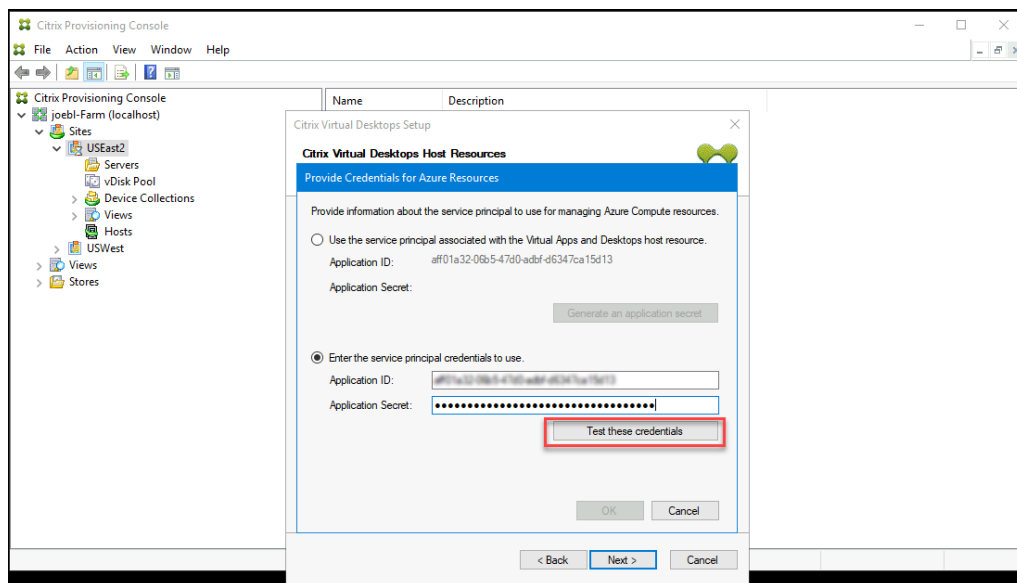 Citrix Provisioning Console
File Action View Window Help
Citrix Provisioning Console
joebl-Farm (localhost)
Sites
USEast2
Servers
vDisk Pool
Device Collections
Views
Hosts
USWest
Views
Stores
Name Description
Citrix Virtual Desktops Setup
Citrix Virtual Desktops Host Resources
Provide Credentials for Azure Resources
Provide information about the service principal to use for managing Azure Compute resources.
Use the service principal associated with the Virtual Apps and Desktops host resource.
Application ID: aff01a32-06b5-47d0-adbf-d6347ca15d13
Application Secret:
Generate an application secret
Enter the service principal credentials to use.
Application ID:
Application Secret:
Test these credentials
OK Cancel
< Back Next > Cancel